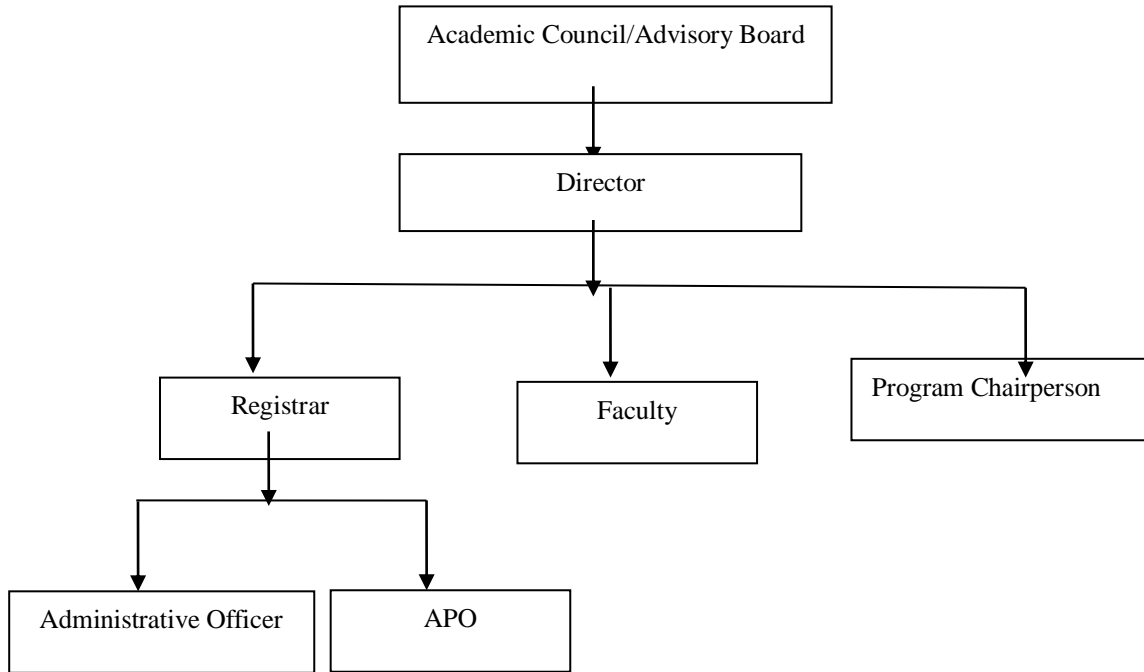 Academic Council/Advisory Board
Director
Registrar
Faculty
Program Chairperson
Administrative Officer
APO